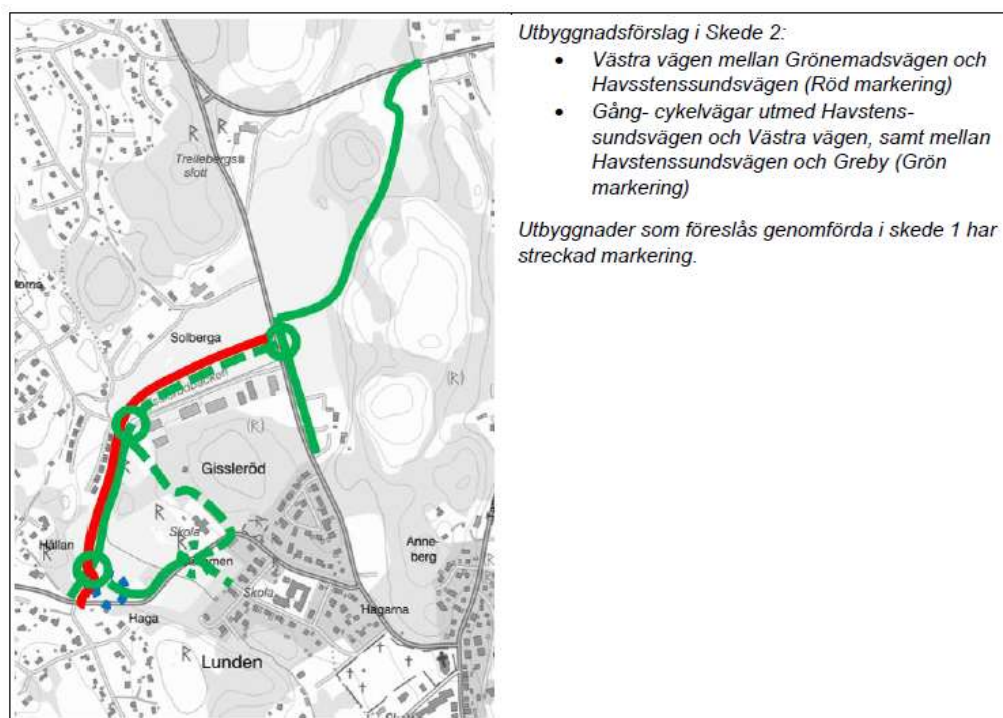 Utbyggnadsförslag i Skede 2:
• Västra vägen mellan Grönemadsvägen och
Havsstenssundsvägen (Röd markering)
• Gång- cykelvägar utmed Havstens-
sundsvägen och Västra vägen, samt mellan
Havstenssundsvägen och Greby (Grön
markering)
Utbyggnader som föreslås genomförda i skede 1 har
streckad markering.
R
R
Trellebergs
slott
Solberga
(R)
(R)
Gissleröd
R
R
Skola
R
Hällan
R
Anne-
berg
Skola
Hagarna
Haga
R
Lunden